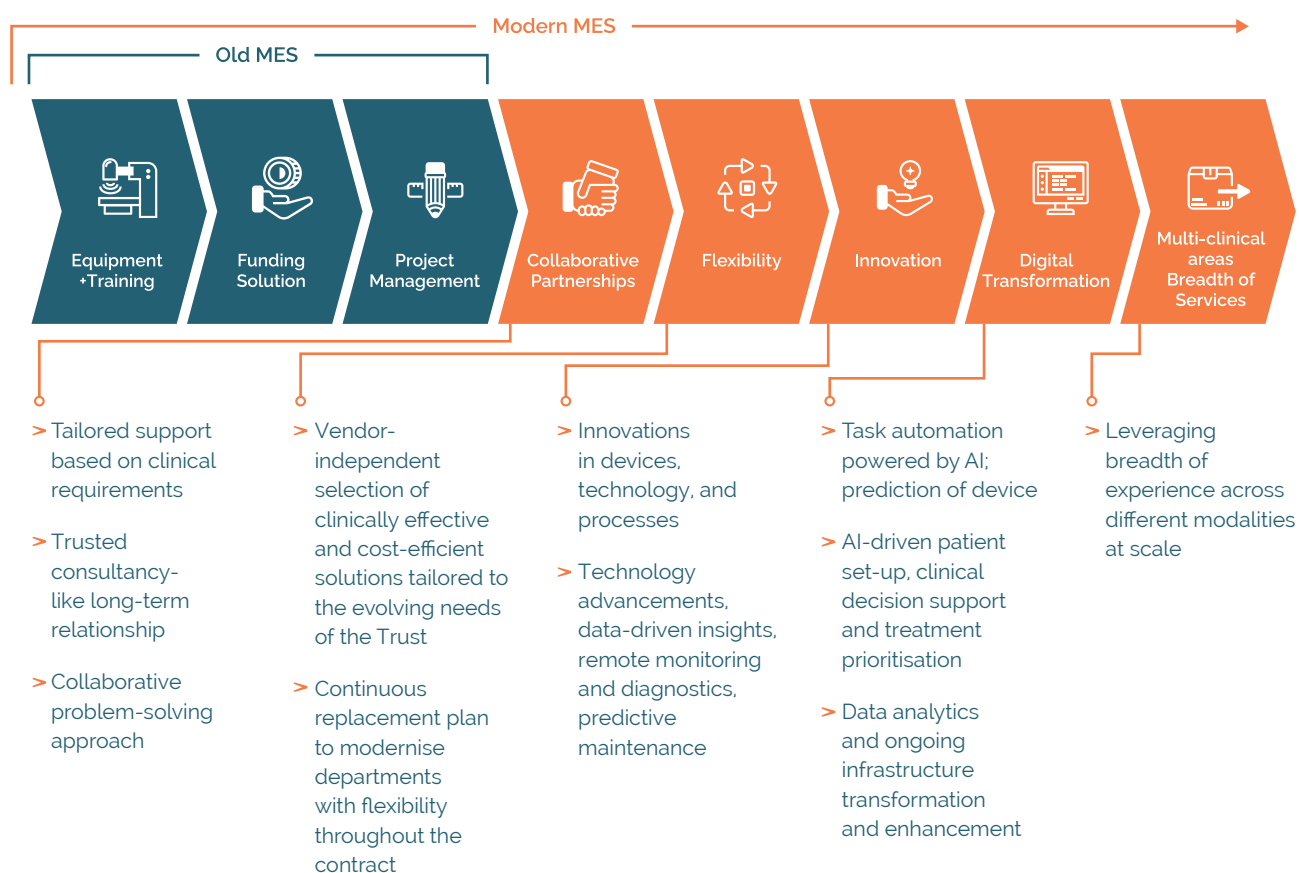 Modern MES
Old MES
Equipment
+Training
Funding
Solution
Project
Management
Collaborative
Partnerships
Flexibility
Innovation
Digital
Transformation
Multi-clinical
areas
Breadth of
Services
> Tailored support
based on clinical
requirements
> Trusted
consultancy-
like long-term
relationship
> Collaborative
problem-solving
approach
> Vendor-
independent
selection of
clinically effective
and cost-efficient
solutions tailored to
the evolving needs
of the Trust
> Continuous
replacement plan
to modernise
departments
with flexibility
throughout the
contract
> Innovations
in devices,
technology, and
processes
> Technology
advancements,
data-driven insights,
remote monitoring
and diagnostics,
predictive
maintenance
> Task automation
powered by AI;
prediction of device
> AI-driven patient
set-up, clinical
decision support
and treatment
prioritisation
> Data analytics
and ongoing
infrastructure
transformation
and enhancement
> Leveraging
breadth of
experience across
different modalities
at scale